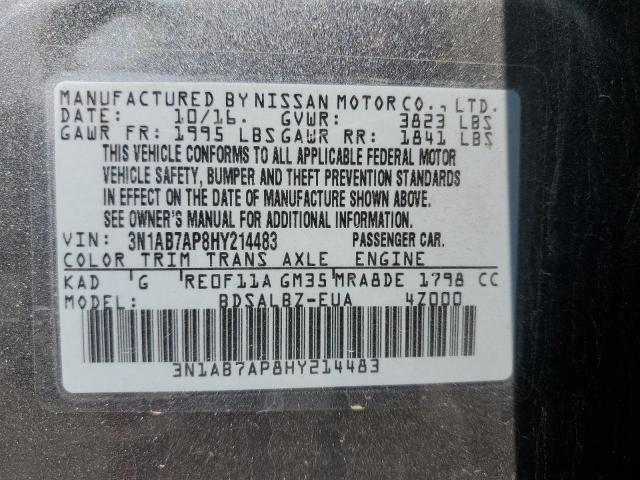 MANUFACTURED BY NISSAN MOTOR CO., LTD.
DATE: 10/16. GVWR: 3823 LBS
GAWR FR: 1995 LBS GAWR RR: 1841 LBS
THIS VEHICLE CONFORMS TO ALL APPLICABLE FEDERAL MOTOR
VEHICLE SAFETY, BUMPER AND THEFT PREVENTION STANDARDS
IN EFFECT ON THE DATE OF MANUFACTURE SHOWN ABOVE.
SEE OWNER'S MANUAL FOR ADDITIONAL INFORMATION.
VIN: 3N1AB7AP8HY214483 PASSENGER CAR.
COLOR TRIM TRANS AXLE ENGINE
KAD G RE0F11A GM35 MRA8DE 1798 CC
MODEL: BDSALBZ-EUA 4Z000
3N1AB7AP8HY214483